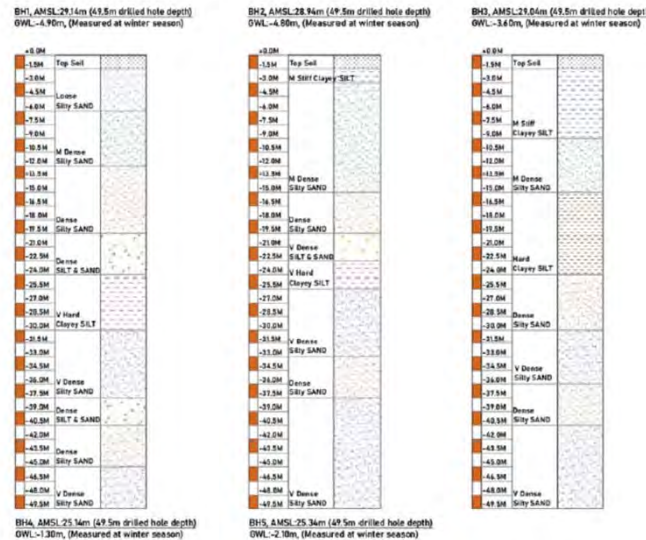 BH1, AMSL:29.14m (49.5m drilled hole depth)
GWL:-4.90m, (Measured at winter season)
+0.0M
-1.5M Top Soil
-3.0M
-4.5M Loose
-6.0M Silty SAND
-7.5M
-9.0M
-10.5M M Dense
-12.0M Silty SAND
-13.5M
-15.0M
-16.5M
-18.0M Dense
-19.5M Silty SAND
-21.0M
-22.5M Dense
-24.0M SILT & SAND
-25.5M
-27.0M
-28.5M V Hard
-30.0M Clayey SILT
-31.5M
-33.0M
-34.5M
-36.0M V Dense
-37.5M Silty SAND
-39.0M Dense
-40.5M SILT & SAND
-42.0M
-43.5M Dense
-45.0M Silty SAND
-46.5M
-48.0M V Dense
-49.5M Silty SAND
BH2, AMSL:28.94m (49.5m drilled hole depth)
GWL:-4.80m, (Measured at winter season)
+0.0M
-1.5M Top Soil
-3.0M M Stiff Clayey SILT
-4.5M
-6.0M
-7.5M
-9.0M
-10.5M
-12.0M
-13.5M M Dense
-15.0M Silty SAND
-16.5M
-18.0M Dense
-19.5M Silty SAND
-21.0M V Dense
-22.5M SILT & SAND
-24.0M V Hard
-25.5M Clayey SILT
-27.0M
-28.5M
-30.0M
-31.5M V Dense
-33.0M Silty SAND
-34.5M
-36.0M Dense
-37.5M Silty SAND
-39.0M
-40.5M
-42.0M
-43.5M
-45.0M
-46.5M
-48.0M V Dense
-49.5M Silty SAND
BH3, AMSL:29.04m (49.5m drilled hole dept
GWL:-3.60m, (Measured at winter season)
+0.0M
-1.5M Top Soil
-3.0M
-4.5M
-6.0M
-7.5M M Stiff
-9.0M Clayey SILT
-10.5M
-12.0M
-13.5M M Dense
-15.0M Silty SAND
-16.5M
-18.0M
-19.5M
-21.0M
-22.5M Hard
-24.0M Clayey SILT
-25.5M
-27.0M
-28.5M Dense
-30.0M Silty SAND
-31.5M
-33.0M
-34.5M V Dense
-36.0M Silty SAND
-37.5M
-39.0M Dense
-40.5M Silty SAND
-42.0M
-43.5M
-45.0M
-46.5M
-48.0M V Dense
-49.5M Silty SAND
BH4, AMSL:25.14m (49.5m drilled hole depth)
GWL:-1.30m, (Measured at winter season)
BH5, AMSL:25.34m (49.5m drilled hole depth)
GWL:-2.10m, (Measured at winter season)